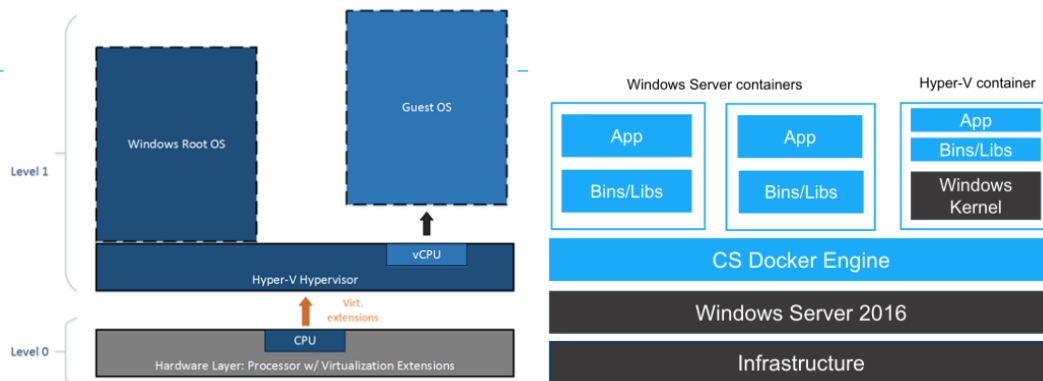 Level 1
Windows Root OS
Guest OS
vCPU
Hyper-V Hypervisor
Virt.
extensions
Level 0
CPU
Hardware Layer: Processor w/ Virtualization Extensions
Windows Server containers
Hyper-V container
App
Bins/Libs
App
Bins/Libs
App
Bins/Libs
Windows
Kernel
CS Docker Engine
Windows Server 2016
Infrastructure